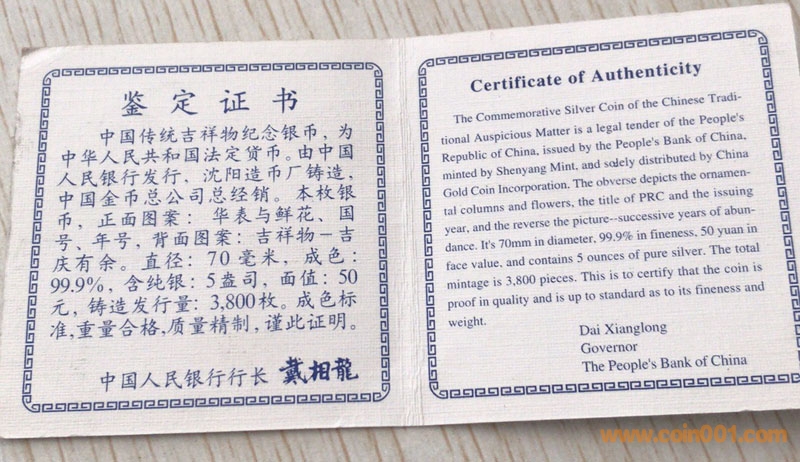 鉴定证书
中国传统吉祥物纪念银币，为
中华人民共和国法定货币。由中国
人民银行发行、沈阳造币厂铸造，
中国金币总公司总经销。本枚银
币，正面图案：华表与鲜花、国
号、年号，背面图案：吉祥物－吉
庆有余。直径：70毫米，成色：
99.9%，含纯银：5盎司，面值：50
元，铸造发行量：3,800枚。成色标
准,重量合格,质量精制，谨此证明。
中国人民银行行长 戴相龍
Certificate of Authenticity
The Commemorative Silver Coin of the Chinese Tradi-
tional Auspicious Matter is a legal tender of the People's
Republic of China, issued by the People's Bank of China,
minted by Shenyang Mint, and solely distributed by China
Gold Coin Incorporation. The obverse depicts the ornamen-
tal columns and flowers, the title of PRC and the issuing
year, and the reverse the picture--successive years of abun-
dance. It's 70mm in diameter, 99.9% in fineness, 50 yuan in
face value, and contains 5 ounces of pure silver. The total
mintage is 3,800 pieces. This is to certify that the coin is
proof in quality and is up to standard as to its fineness and
weight.
Dai Xianglong
Governor
The People's Bank of China
www.coin001.com